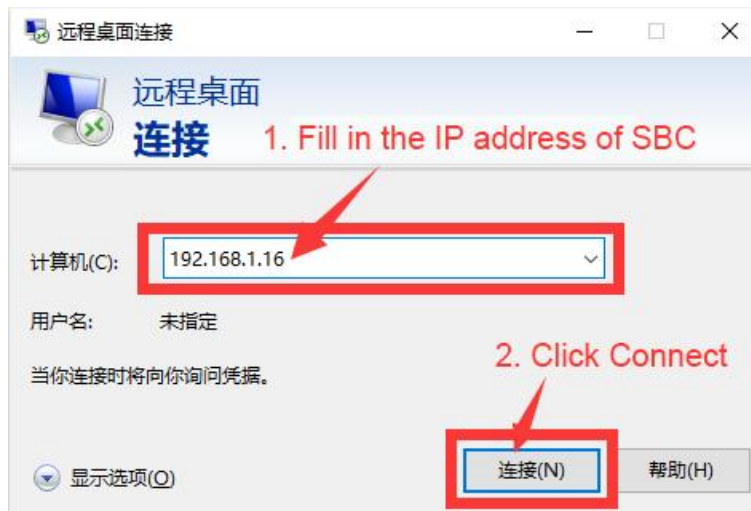 远程桌面连接
远程桌面
连接
1. Fill in the IP address of SBC
计算机(C):
192.168.1.16
用户名:
未指定
当你连接时将向你询问凭据。
2. Click Connect
显示选项(O)
连接(N)
帮助(H)